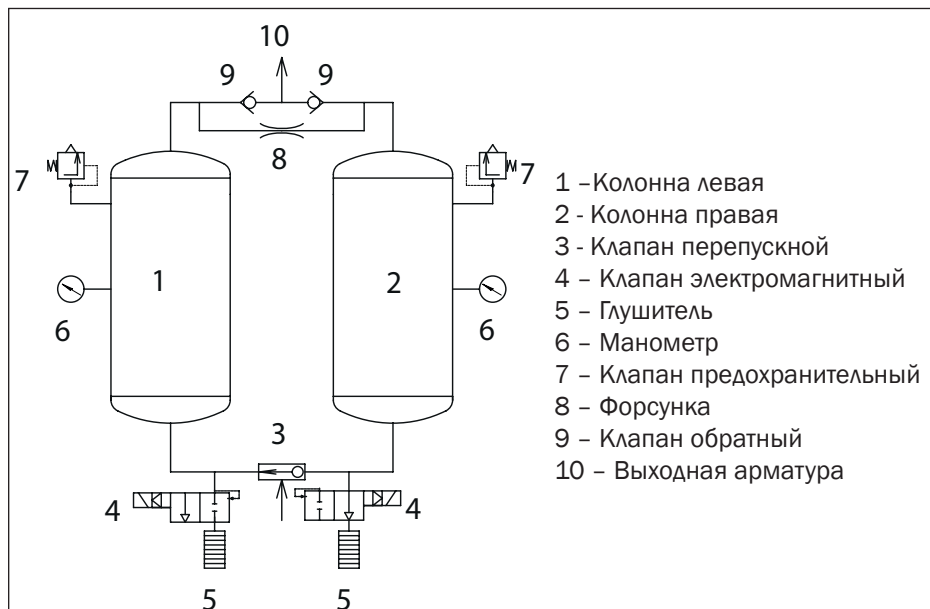 10
9 9
8
7 7
1 –Колонна левая
2 - Колонна правая
3 - Клапан перепускной
4 – Клапан электромагнитный
5 – Глушитель
6 – Манометр
7 – Клапан предохранительный
8 – Форсунка
9 – Клапан обратный
10 – Выходная арматура
1 2
6 6
3
4 4
5 5